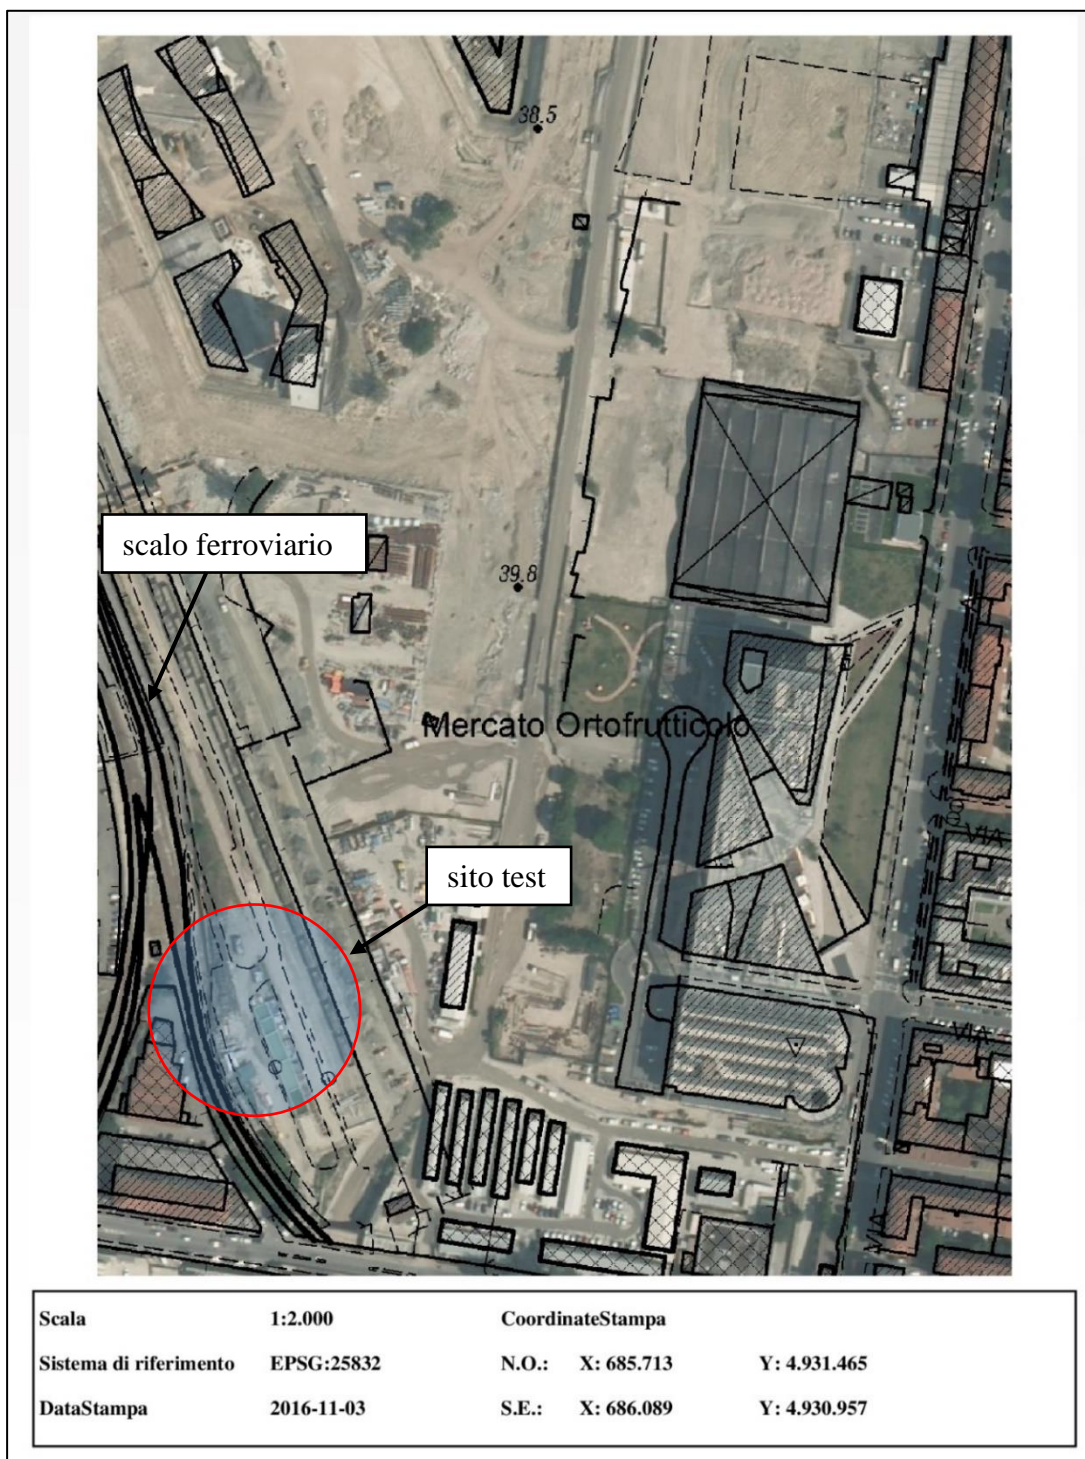 38.5
scalo ferroviario
39.8
Mercato Ortofrutticolo
VIA
sito test
VIA
VIA
Scala 1:2.000 CoordinateStampa
Sistema di riferimento EPSG:25832 N.O.: X: 685.713 Y: 4.931.465
DataStampa 2016-11-03 S.E.: X: 686.089 Y: 4.930.957